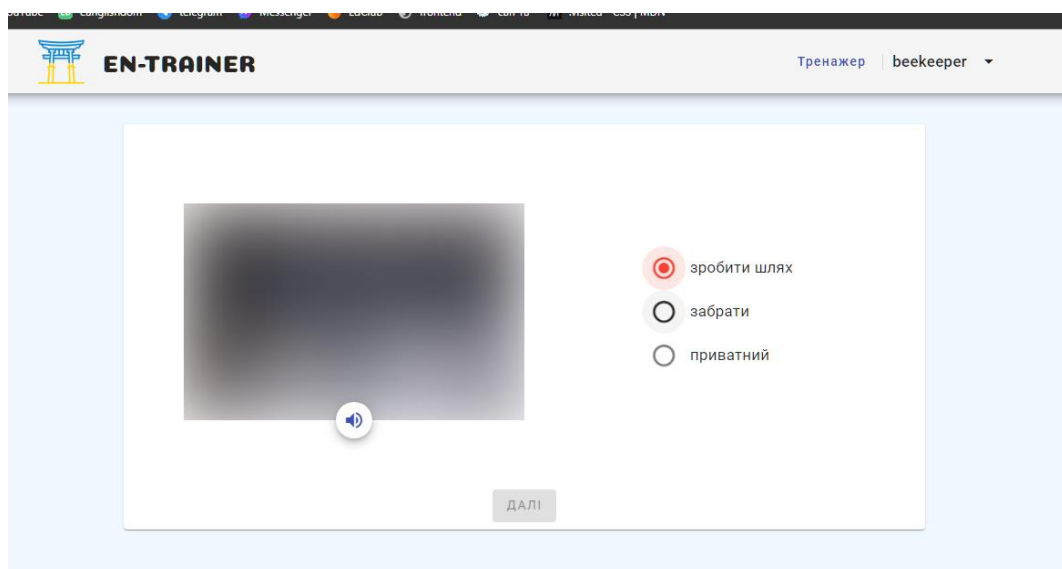 EN-TRAINER
Тренажер
beekeeper
зробити шлях
забрати
приватний
ДАЛІ